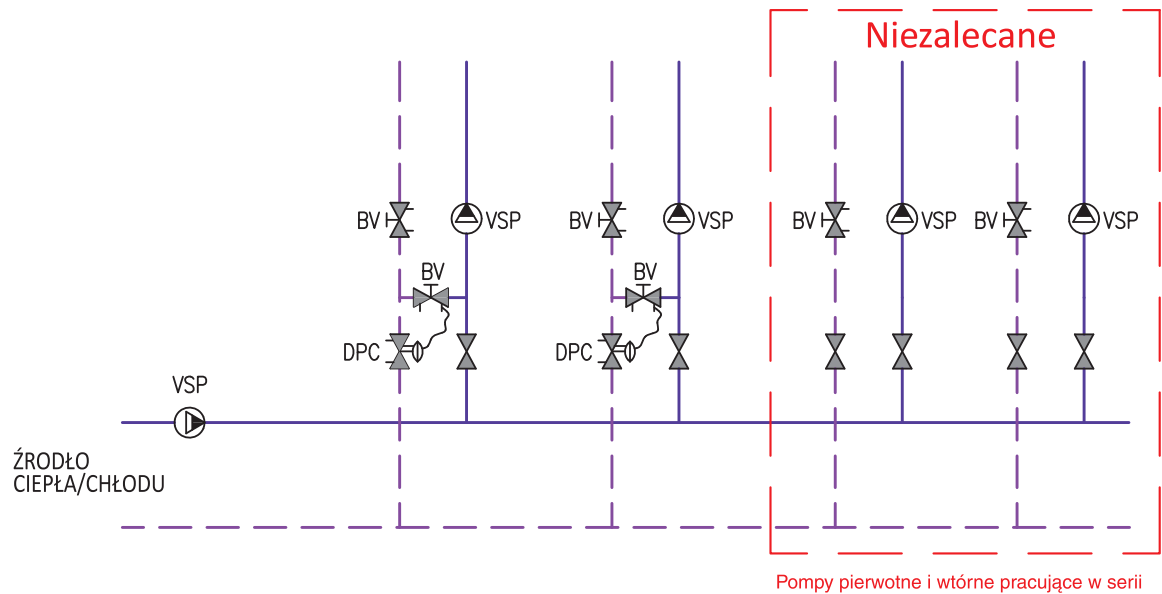 Niezalecane
BV
VSP
BV
VSP
BV
VSP
BV
VSP
BV
BV
DPC
DPC
VSP
ŹRODŁO
CIEPŁA/CHŁODU
Pompy pierwotne i wtórne pracujące w serii